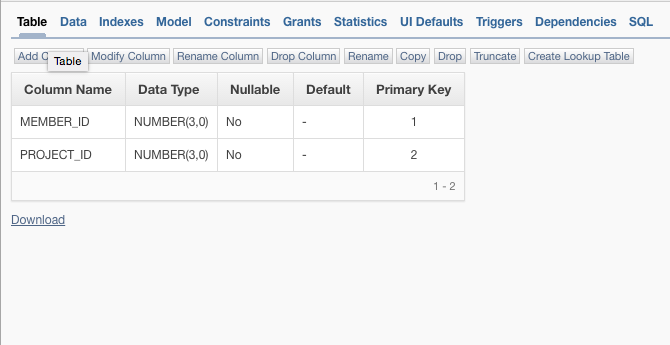 Table Data Indexes Model Constraints Grants Statistics UI Defaults Triggers Dependencies SQL
Add Modify Column Rename Column Drop Column Rename Copy Drop Truncate Create Lookup Table
Table
Column Name Data Type Nullable Default Primary Key
MEMBER_ID NUMBER(3,0) No - 1
PROJECT_ID NUMBER(3,0) No - 2
1 - 2
Download